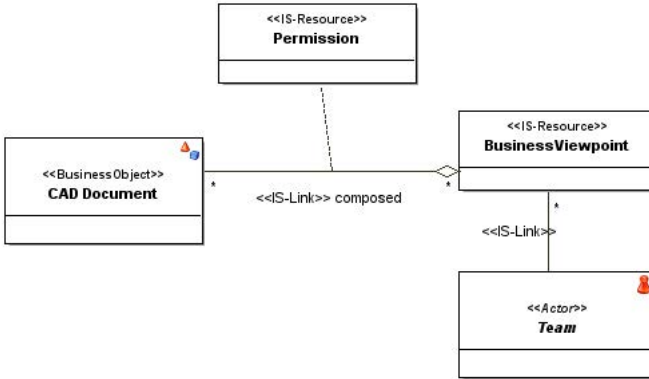 <<IS-Resource>>
Permission
<<BusinessObject>>
CAD Document
*
<<IS-Link>> composed
*
<<IS-Resource>>
BusinessViewpoint
*
<<IS-Link>>
<<Actor>>
Team